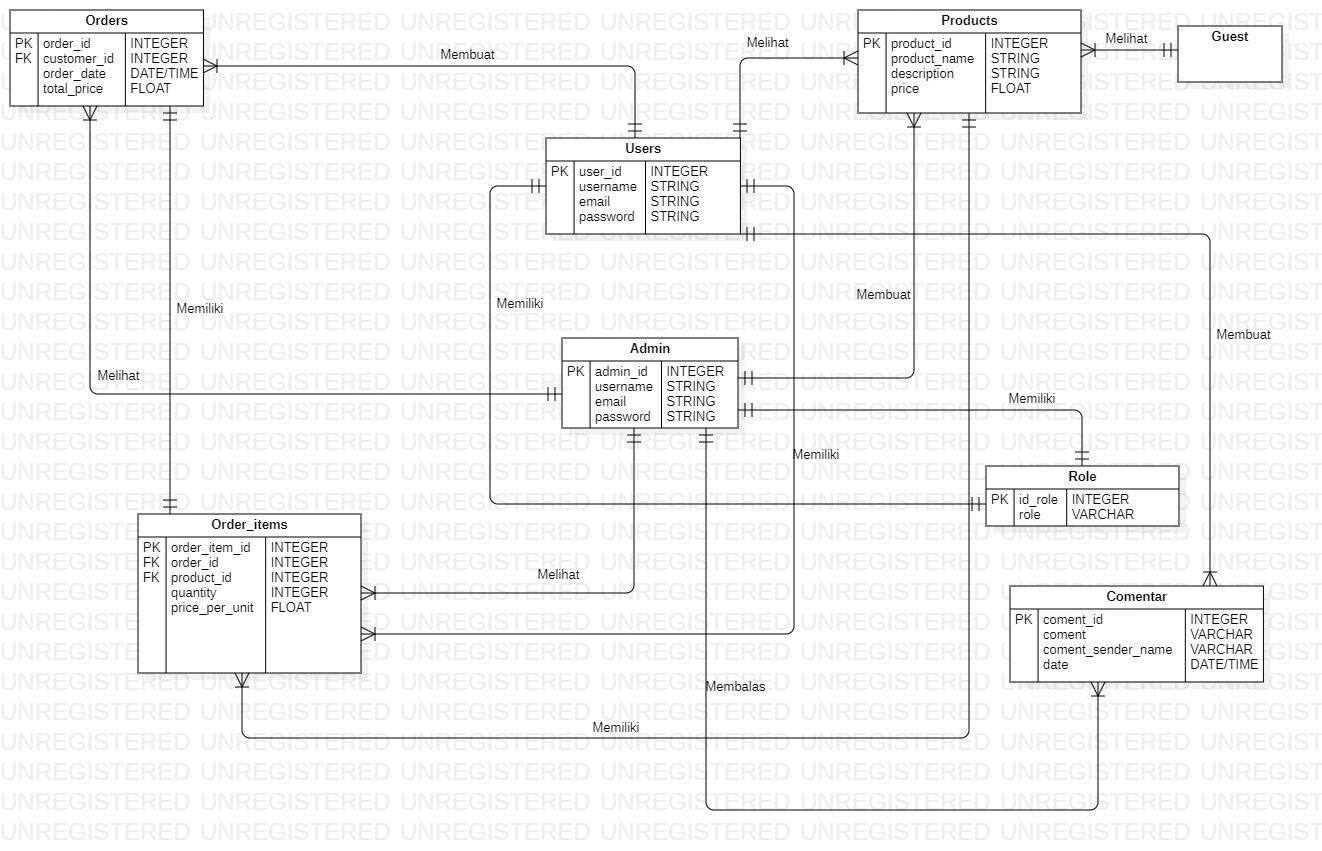 Orders
PK order_id INTEGER
FK customer_id INTEGER
order_date DATE/TIME
total_price FLOAT
Membuat
Melihat
Products
PK product_id INTEGER
product_name STRING
description STRING
price FLOAT
Melihat
Guest
Users
PK user_id INTEGER
username STRING
email STRING
password STRING
Memiliki
Memiliki
Membuat
Membuat
Melihat
Admin
PK admin_id INTEGER
username STRING
email STRING
password STRING
Memiliki
Memiliki
Role
PK id_role INTEGER
role VARCHAR
Order_items
PK order_item_id INTEGER
FK order_id INTEGER
FK product_id INTEGER
quantity INTEGER
price_per_unit FLOAT
Melihat
Comentar
PK coment_id INTEGER
coment VARCHAR
coment_sender_name VARCHAR
date DATE/TIME
Membalas
Memiliki
UNREGISTERED